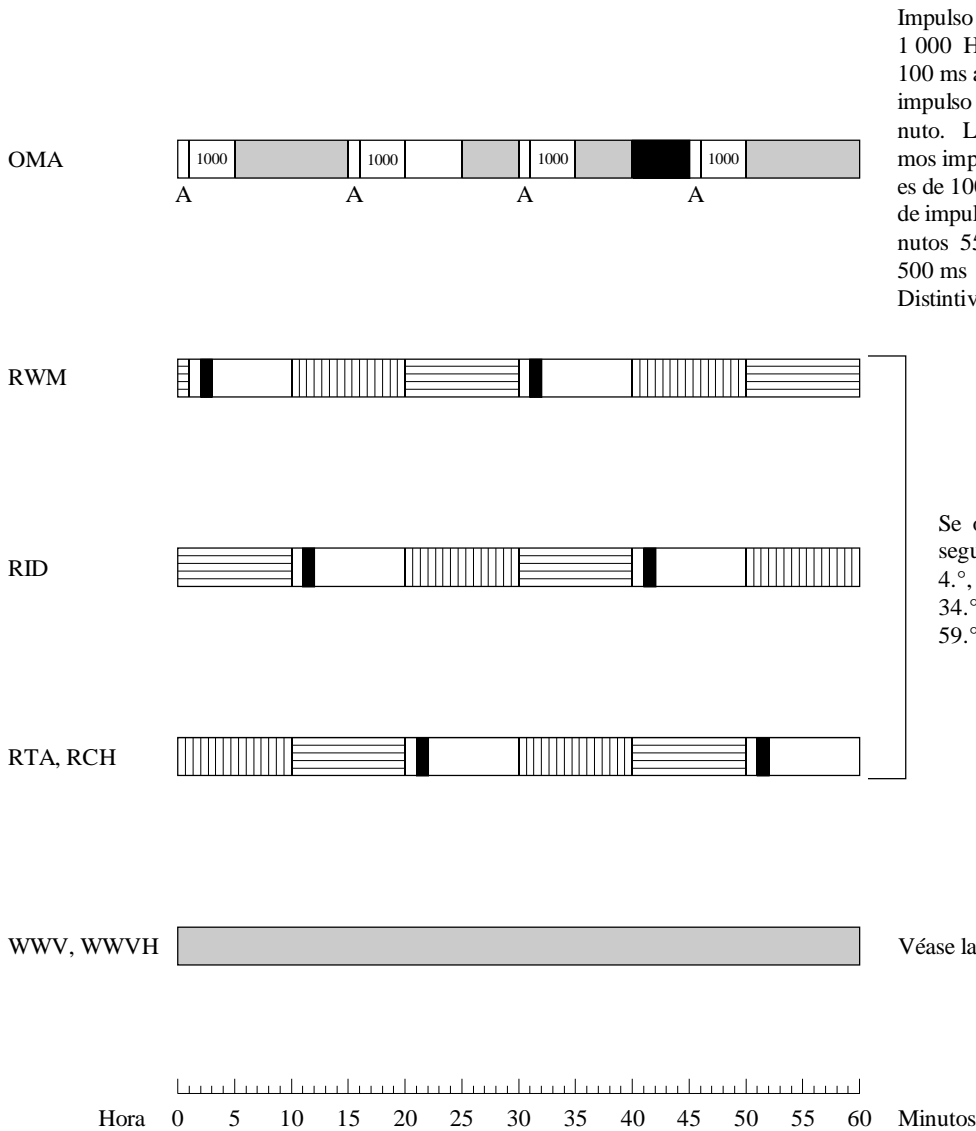 Impulso
1 000 H
100 ms a
impulso
nuto. L
mos imp
es de 100
de impul
nutos 55
500 ms
Distintiv
OMA
1000 1000 1000 1000
A A A A
RWM
RID
Se
segu
4.°,
34.°
59.°
RTA, RCH
WWV, WWVH
Véase la
Hora 0 5 10 15 20 25 30 35 40 45 50 55 60 Minutos